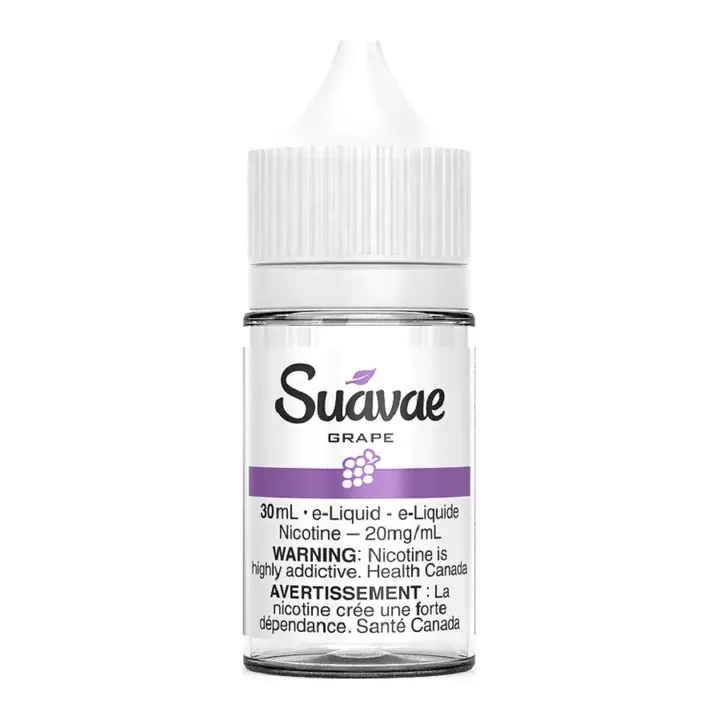 Suávae
GRAPE
30mL • e-Liquid - e-Liquide
Nicotine – 20mg/mL
WARNING: Nicotine is
highly addictive. Health Canada
AVERTISSEMENT : La
nicotine crée une forte
dépendance. Santé Canada